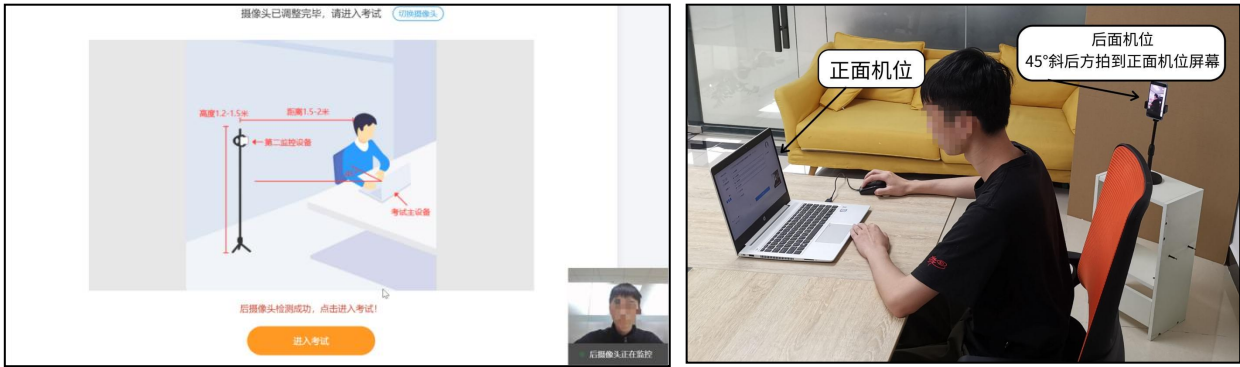 摄像头已调整完毕，请进入考试
切换摄像头
高度1.2-1.5米
距离1.5-2米
第二监控设备
考试主设备
后摄像头检测成功，点击进入考试！
进入考试
后摄像头正在监控
正面机位
后面机位
45°斜后方拍到正面机位屏幕